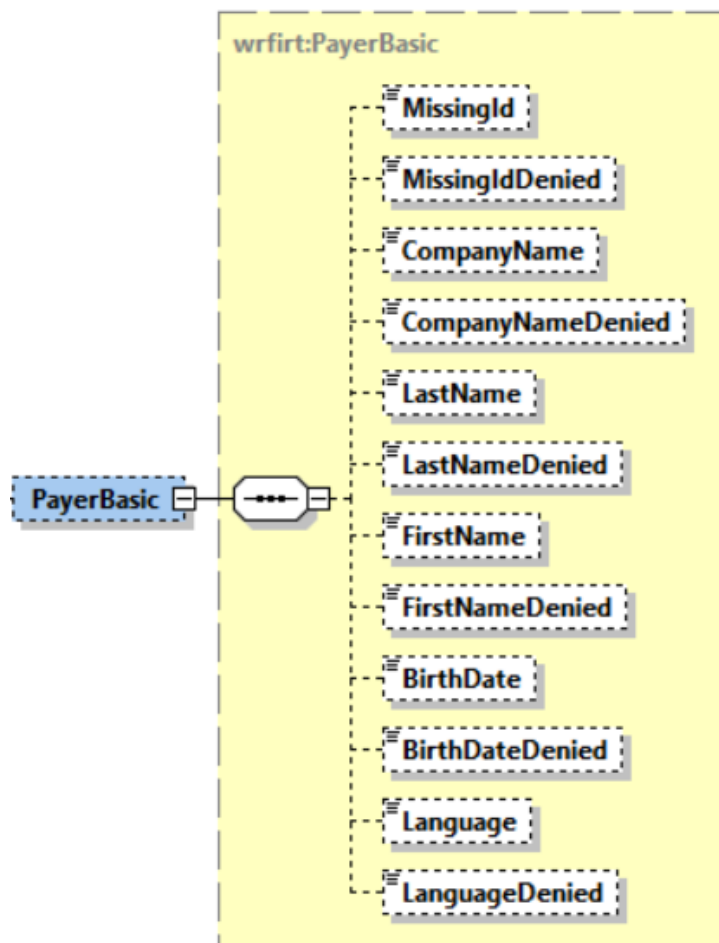 wrfirt:PayerBasic
MissingId
MissingIdDenied
CompanyName
CompanyNameDenied
LastName
LastNameDenied
PayerBasic
FirstName
FirstNameDenied
BirthDate
BirthDateDenied
Language
LanguageDenied